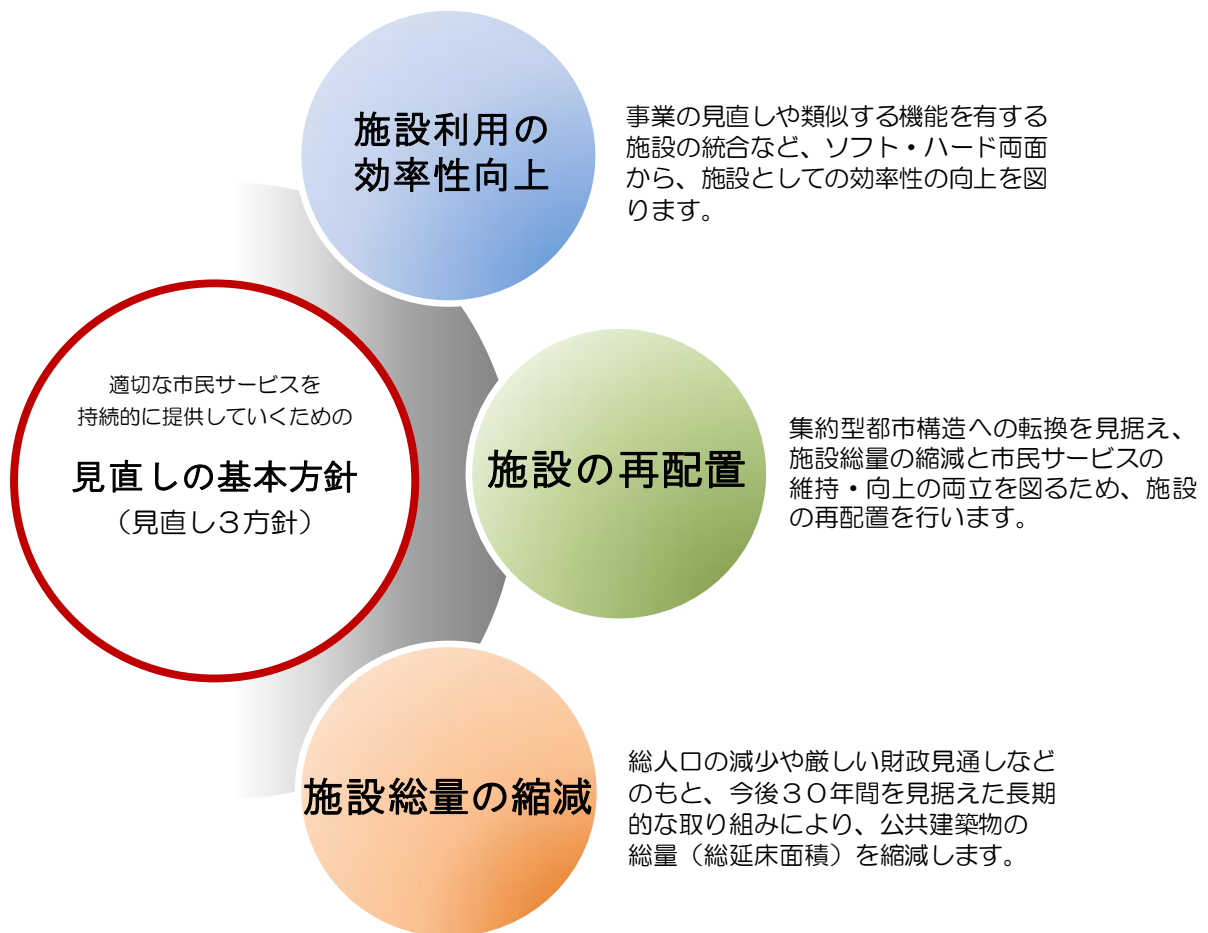 施設利用の
効率性向上
事業の見直しや類似する機能を有する
施設の統合など、ソフト・ハード両面
から、施設としての効率性の向上を図
ります。
適切な市民サービスを
持続的に提供していくための
見直しの基本方針
（見直し３方針）
施設の再配置
集約型都市構造への転換を見据え、
施設総量の縮減と市民サービスの
維持・向上の両立を図るため、施設
の再配置を行います。
施設総量の縮減
総人口の減少や厳しい財政見通しなど
のもと、今後３０年間を見据えた長期
的な取り組みにより、公共建築物の
総量（総延床面積）を縮減します。